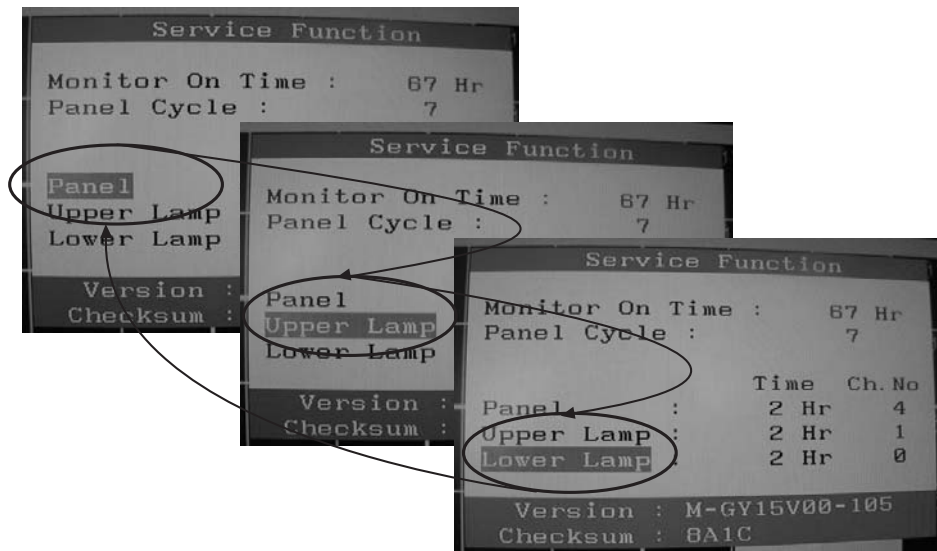 Service Function
Monitor On Time : 67 Hr
Panel Cycle : 7
Panel
Upper Lamp
Lower Lamp
Version :
Checksum :
Service Function
Monitor On Time : 67 Hr
Panel Cycle : 7
Panel
Upper Lamp
Lower Lamp
Version :
Checksum :
Service Function
Monitor On Time : 67 Hr
Panel Cycle : 7
Time Ch.No
Panel : 2 Hr 4
Upper Lamp : 2 Hr 1
Lower Lamp : 2 Hr 0
Version : M-GY15V00-105
Checksum : 8A1C